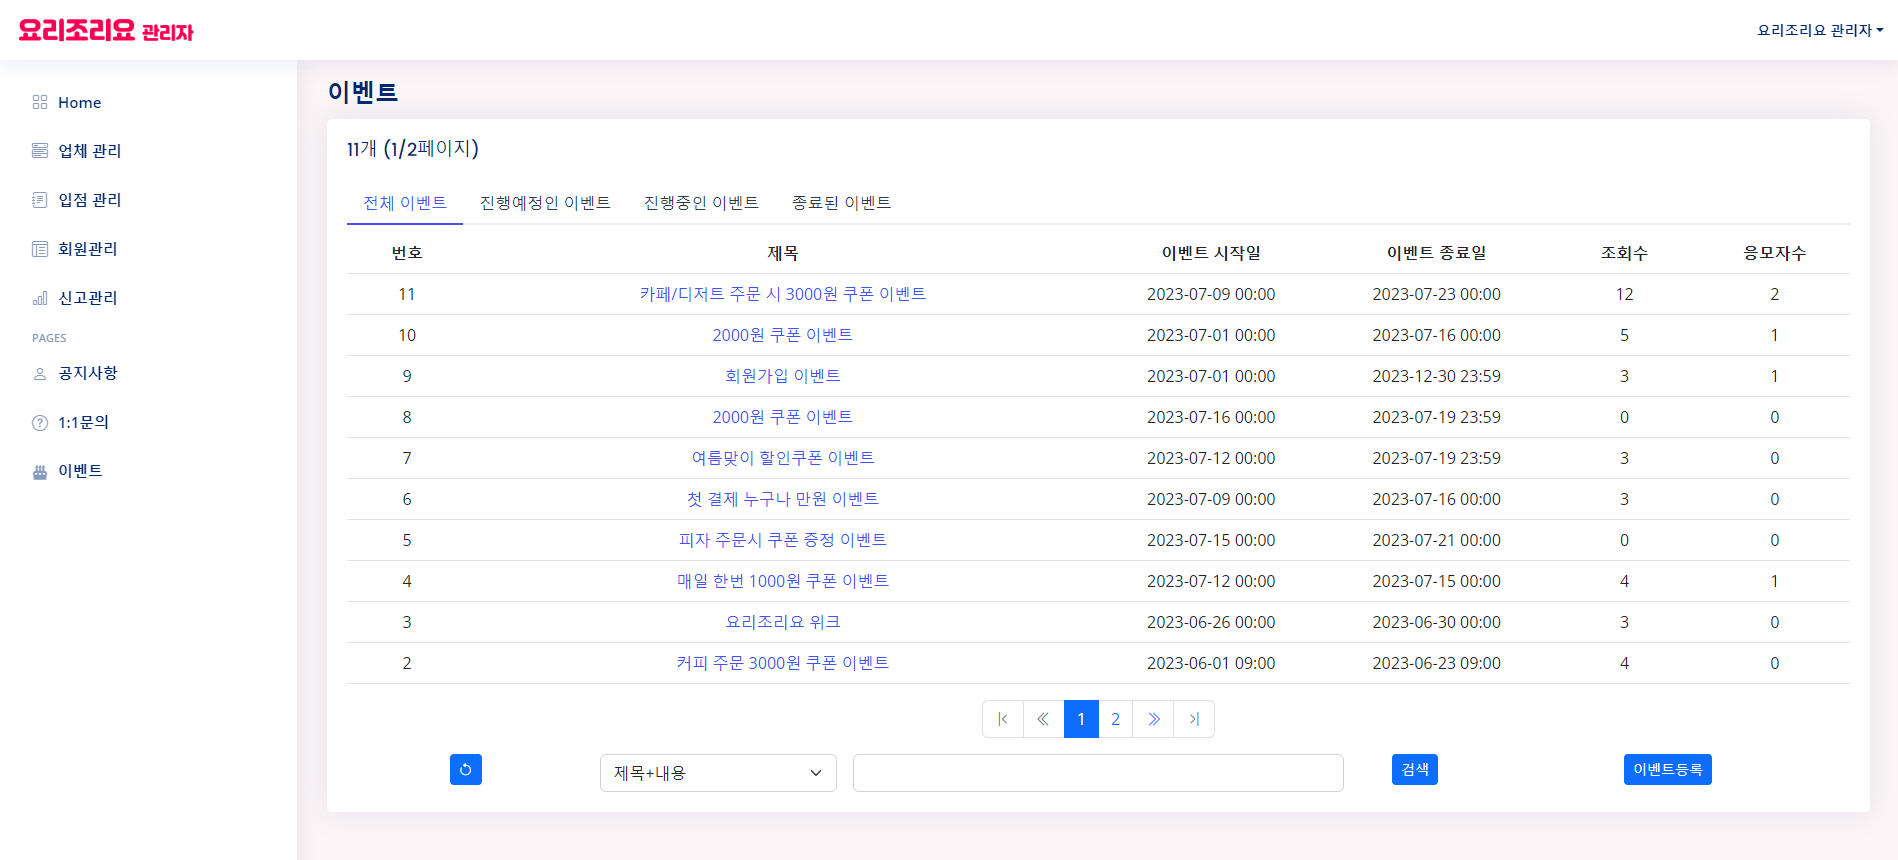 요리조리요 관리자
요리조리요 관리자
Home
업체 관리
입점 관리
회원관리
신고관리
PAGES
공지사항
1:1문의
이벤트
이벤트
11개 (1/2페이지)
전체 이벤트 진행예정인 이벤트 진행중인 이벤트 종료된 이벤트
번호 제목 이벤트 시작일 이벤트 종료일 조회수 응모자수
11 카페/디저트 주문 시 3000원 쿠폰 이벤트 2023-07-09 00:00 2023-07-23 00:00 12 2
10 2000원 쿠폰 이벤트 2023-07-01 00:00 2023-07-16 00:00 5 1
9 회원가입 이벤트 2023-07-01 00:00 2023-12-30 23:59 3 1
8 2000원 쿠폰 이벤트 2023-07-16 00:00 2023-07-19 23:59 0 0
7 여름맞이 할인쿠폰 이벤트 2023-07-12 00:00 2023-07-19 23:59 3 0
6 첫 결제 누구나 만원 이벤트 2023-07-09 00:00 2023-07-16 00:00 3 0
5 피자 주문시 쿠폰 증정 이벤트 2023-07-15 00:00 2023-07-21 00:00 0 0
4 매일 한번 1000원 쿠폰 이벤트 2023-07-12 00:00 2023-07-15 00:00 4 1
3 요리조리요 위크 2023-06-26 00:00 2023-06-30 00:00 3 0
2 커피 주문 3000원 쿠폰 이벤트 2023-06-01 09:00 2023-06-23 09:00 4 0
1 2
제목+내용 검색 이벤트등록